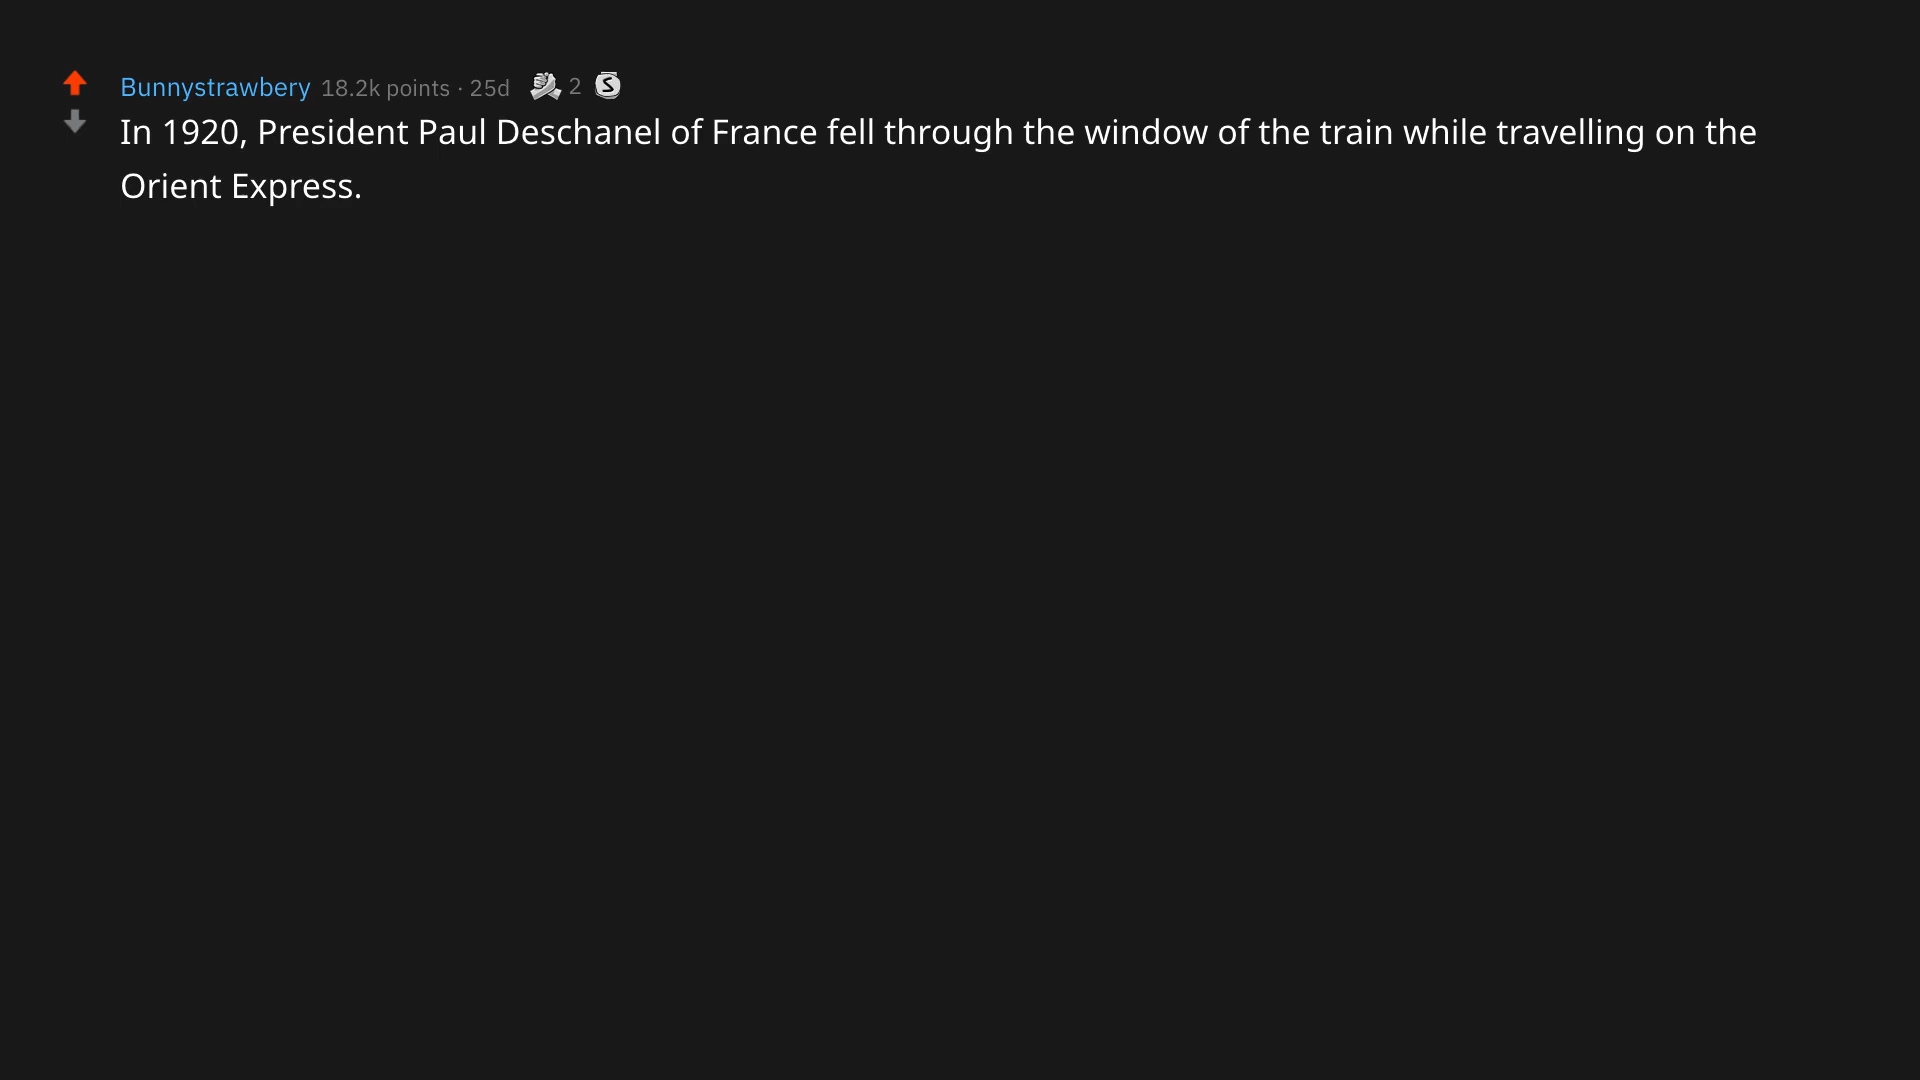 Bunnystrawbery 18.2k points · 25d 2 S
In 1920, President Paul Deschanel of France fell through the window of the train while travelling on the
Orient Express.